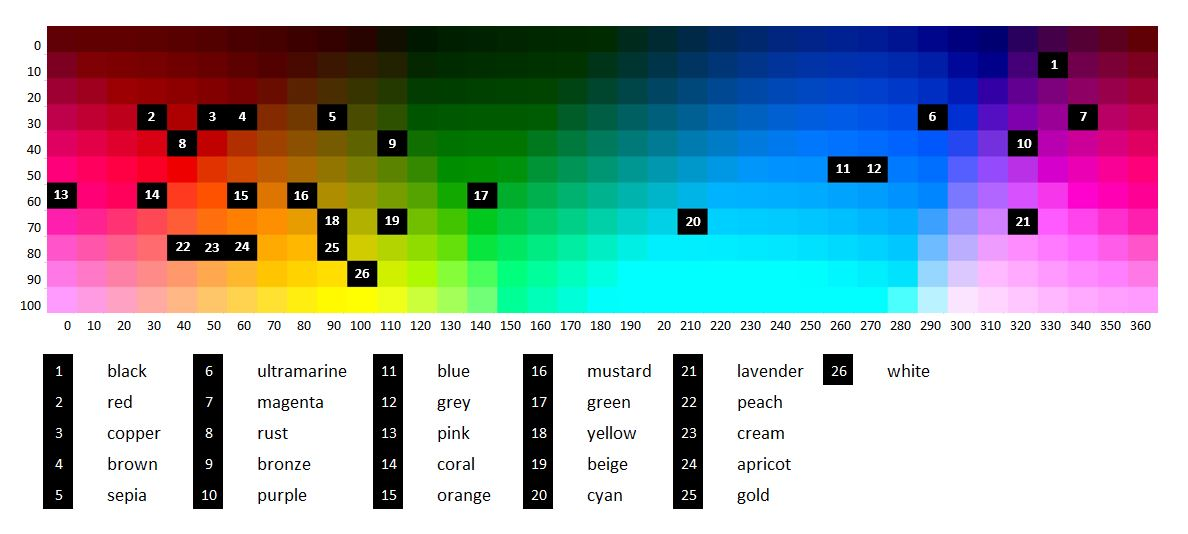 0
10
1
20
30
2 3 4 5 6 7
40
8 9 10
50
11 12
60
13 14 15 16 17
70
18 19 20 21
80
22 23 24 25
90
26
100
0 10 20 30 40 50 60 70 80 90 100 110 120 130 140 150 160 170 180 190 20 210 220 230 240 250 260 270 280 290 300 310 320 330 340 350 360
1 black 6 ultramarine 11 blue 16 mustard 21 lavender 26 white
2 red 7 magenta 12 grey 17 green 22 peach
3 copper 8 rust 13 pink 18 yellow 23 cream
4 brown 9 bronze 14 coral 19 beige 24 apricot
5 sepia 10 purple 15 orange 20 cyan 25 gold